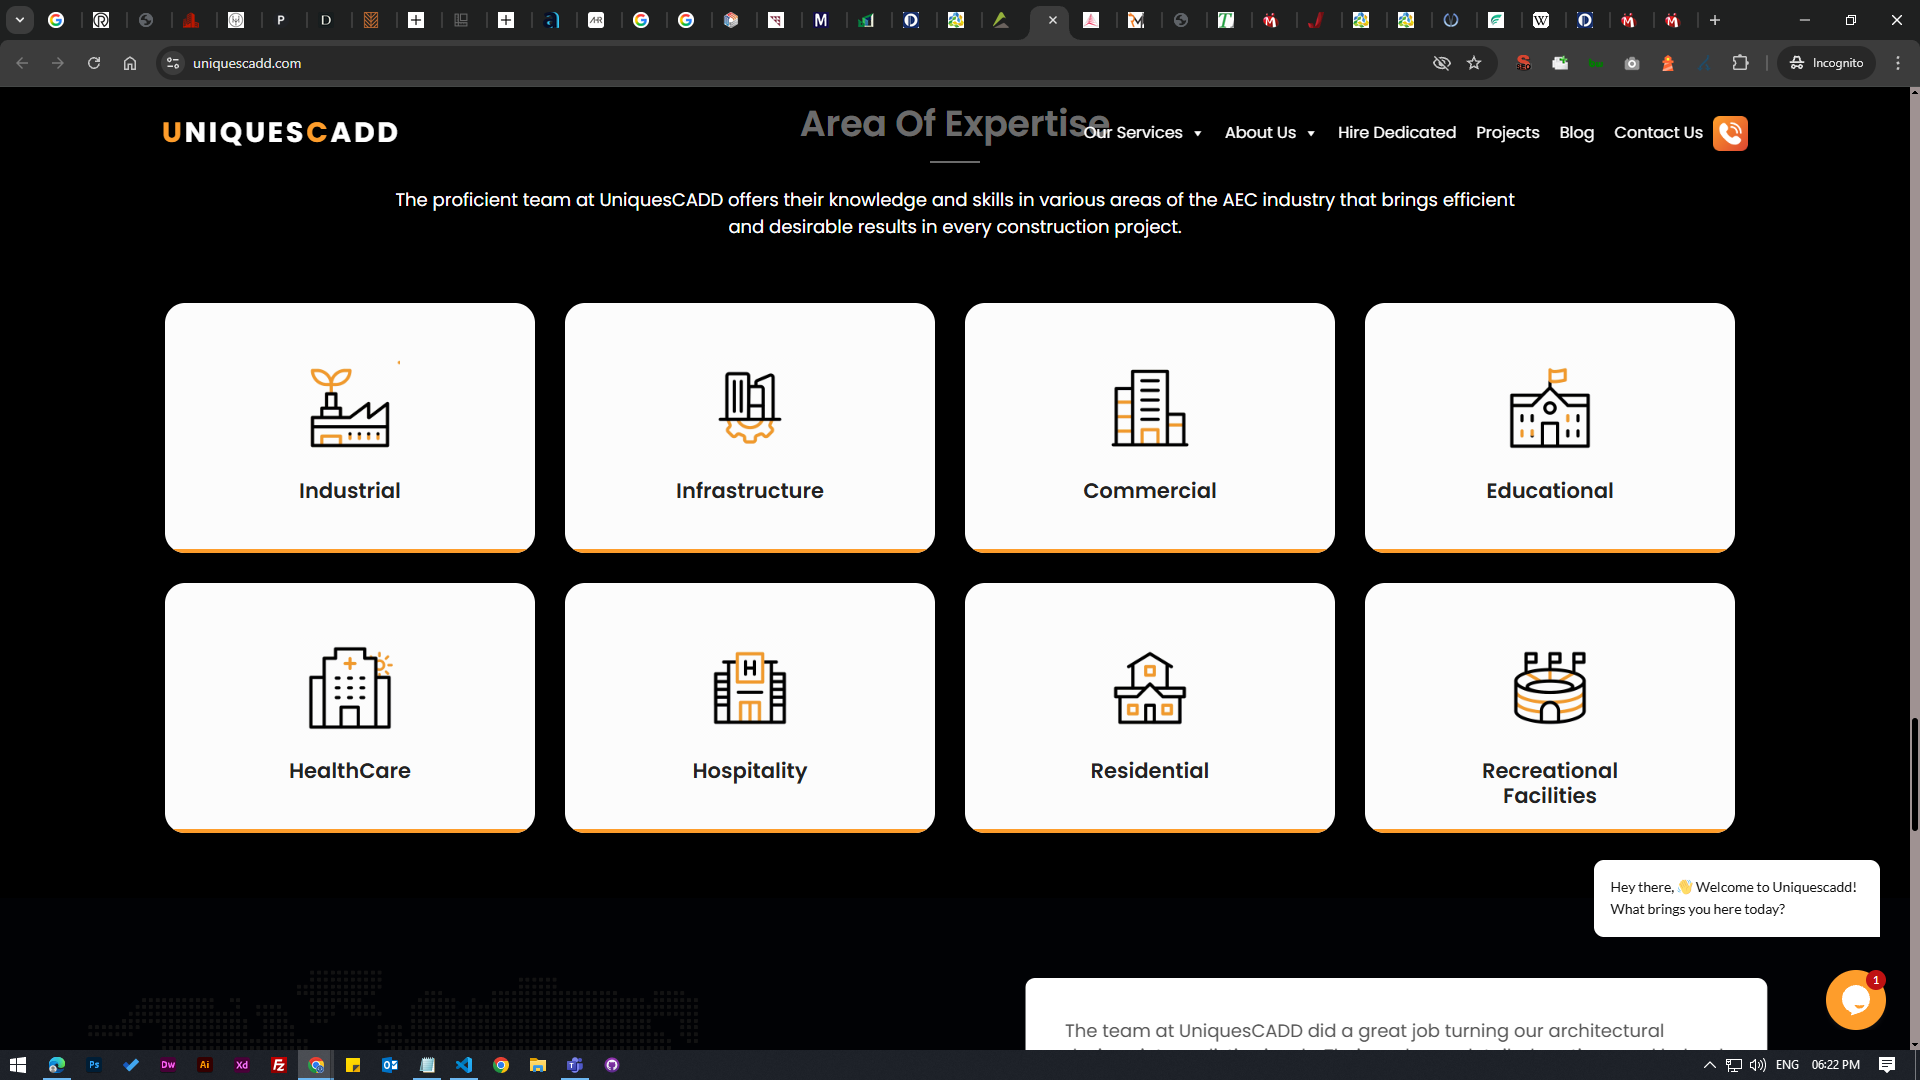 uniquescadd.com
Incognito
UNIQUESCADD
Area Of Expertise
Our Services
About Us
Hire Dedicated
Projects
Blog
Contact Us
The proficient team at UniquesCADD offers their knowledge and skills in various areas of the AEC industry that brings efficient
and desirable results in every construction project.
Industrial
Infrastructure
Commercial
Educational
HealthCare
Hospitality
Residential
Recreational
Facilities
Hey there, 👋 Welcome to Uniquescadd!
What brings you here today?
1
The team at UniquesCADD did a great job turning our architectural
ENG
06:22 PM